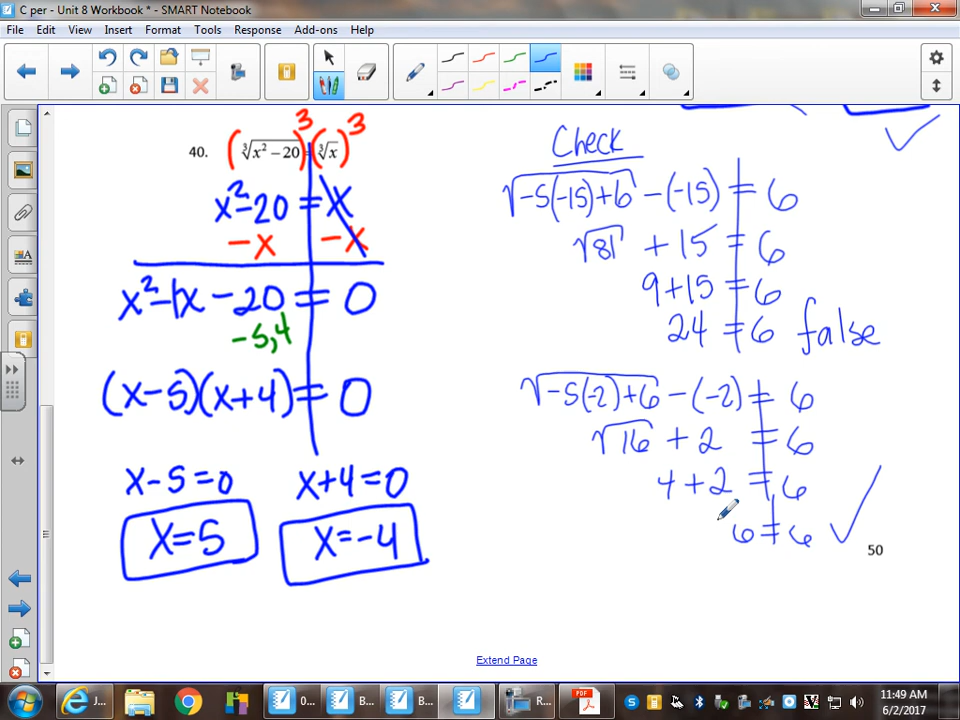 C per - Unit 8 Workbook * - SMART Notebook
File Edit View Insert Format Tools Response Add-ons Help
40. (∛(x² – 20))³ = (∛x)³
x² - 20 = x
- x - x
x² - 1x - 20 = 0
-5, 4
(x-5)(x+4) = 0
x-5=0 x+4=0
x=5 x=-4
Check
√-5(-15)+6 - (-15) = 6
√81 + 15 = 6
9+15 = 6
24 = 6 false
√-5(-2)+6 - (-2) = 6
√16 + 2 = 6
4+2 = 6
6 = 6 ✓
50
Extend Page
J... 0... B... B... R...
11:49 AM
6/2/2017